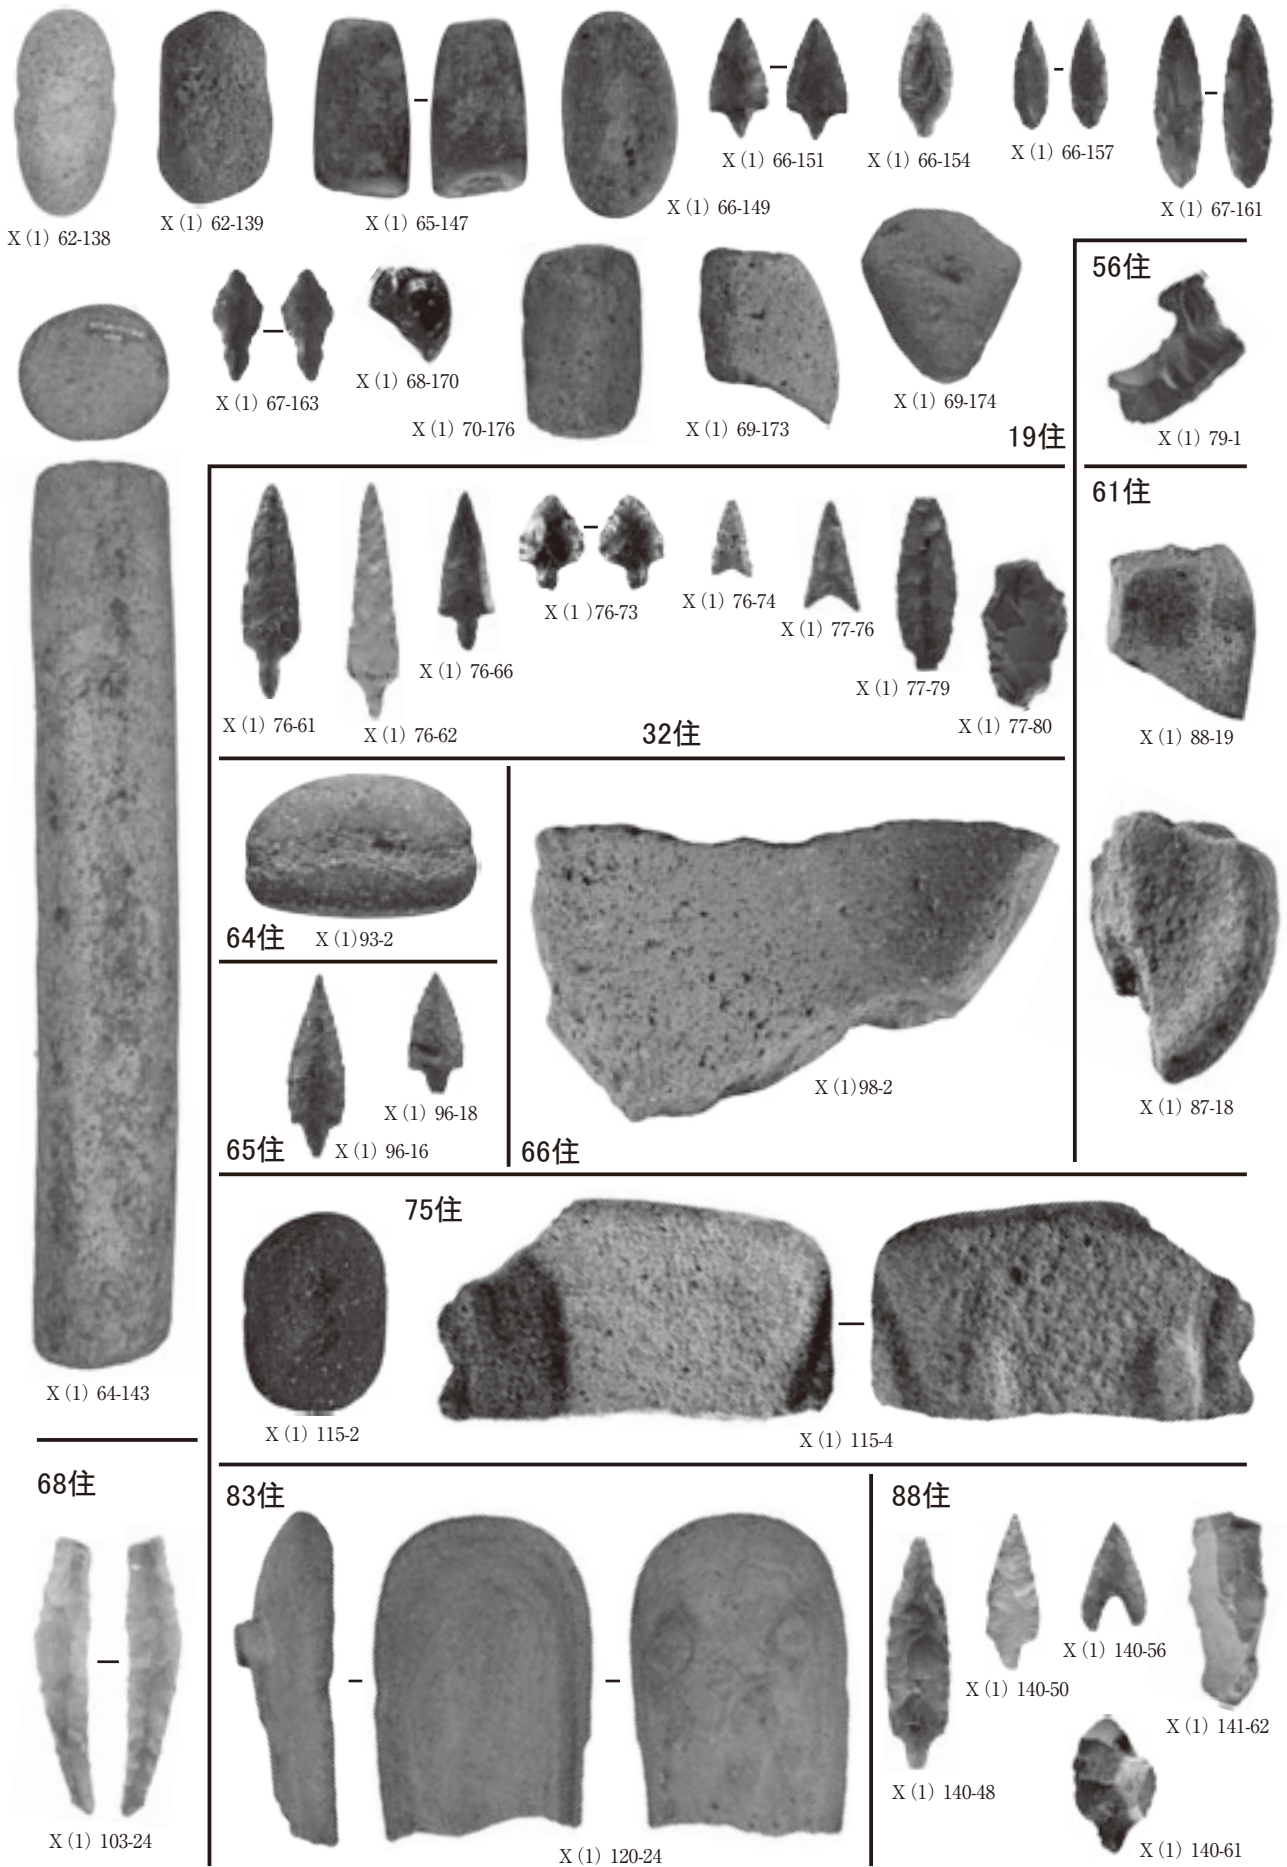 X (1) 62-138
X (1) 62-139
X (1) 65-147
X (1) 66-149
X (1) 66-151
X (1) 66-154
X (1) 66-157
X (1) 67-161
X (1) 67-163
X (1) 68-170
X (1) 70-176
X (1) 69-173
X (1) 69-174
19住
56住
X (1) 79-1
61住
X (1) 88-19
X (1) 87-18
X (1) 76-61
X (1) 76-62
X (1) 76-66
X (1)76-73
X (1) 76-74
X (1) 77-76
X (1) 77-79
X (1) 77-80
32住
64住
X (1)93-2
65住
X (1) 96-16
X (1) 96-18
66住
X (1)98-2
X (1) 64-143
75住
X (1) 115-2
X (1) 115-4
68住
X (1) 103-24
83住
X (1) 120-24
88住
X (1) 140-48
X (1) 140-50
X (1) 140-56
X (1) 141-62
X (1) 140-61